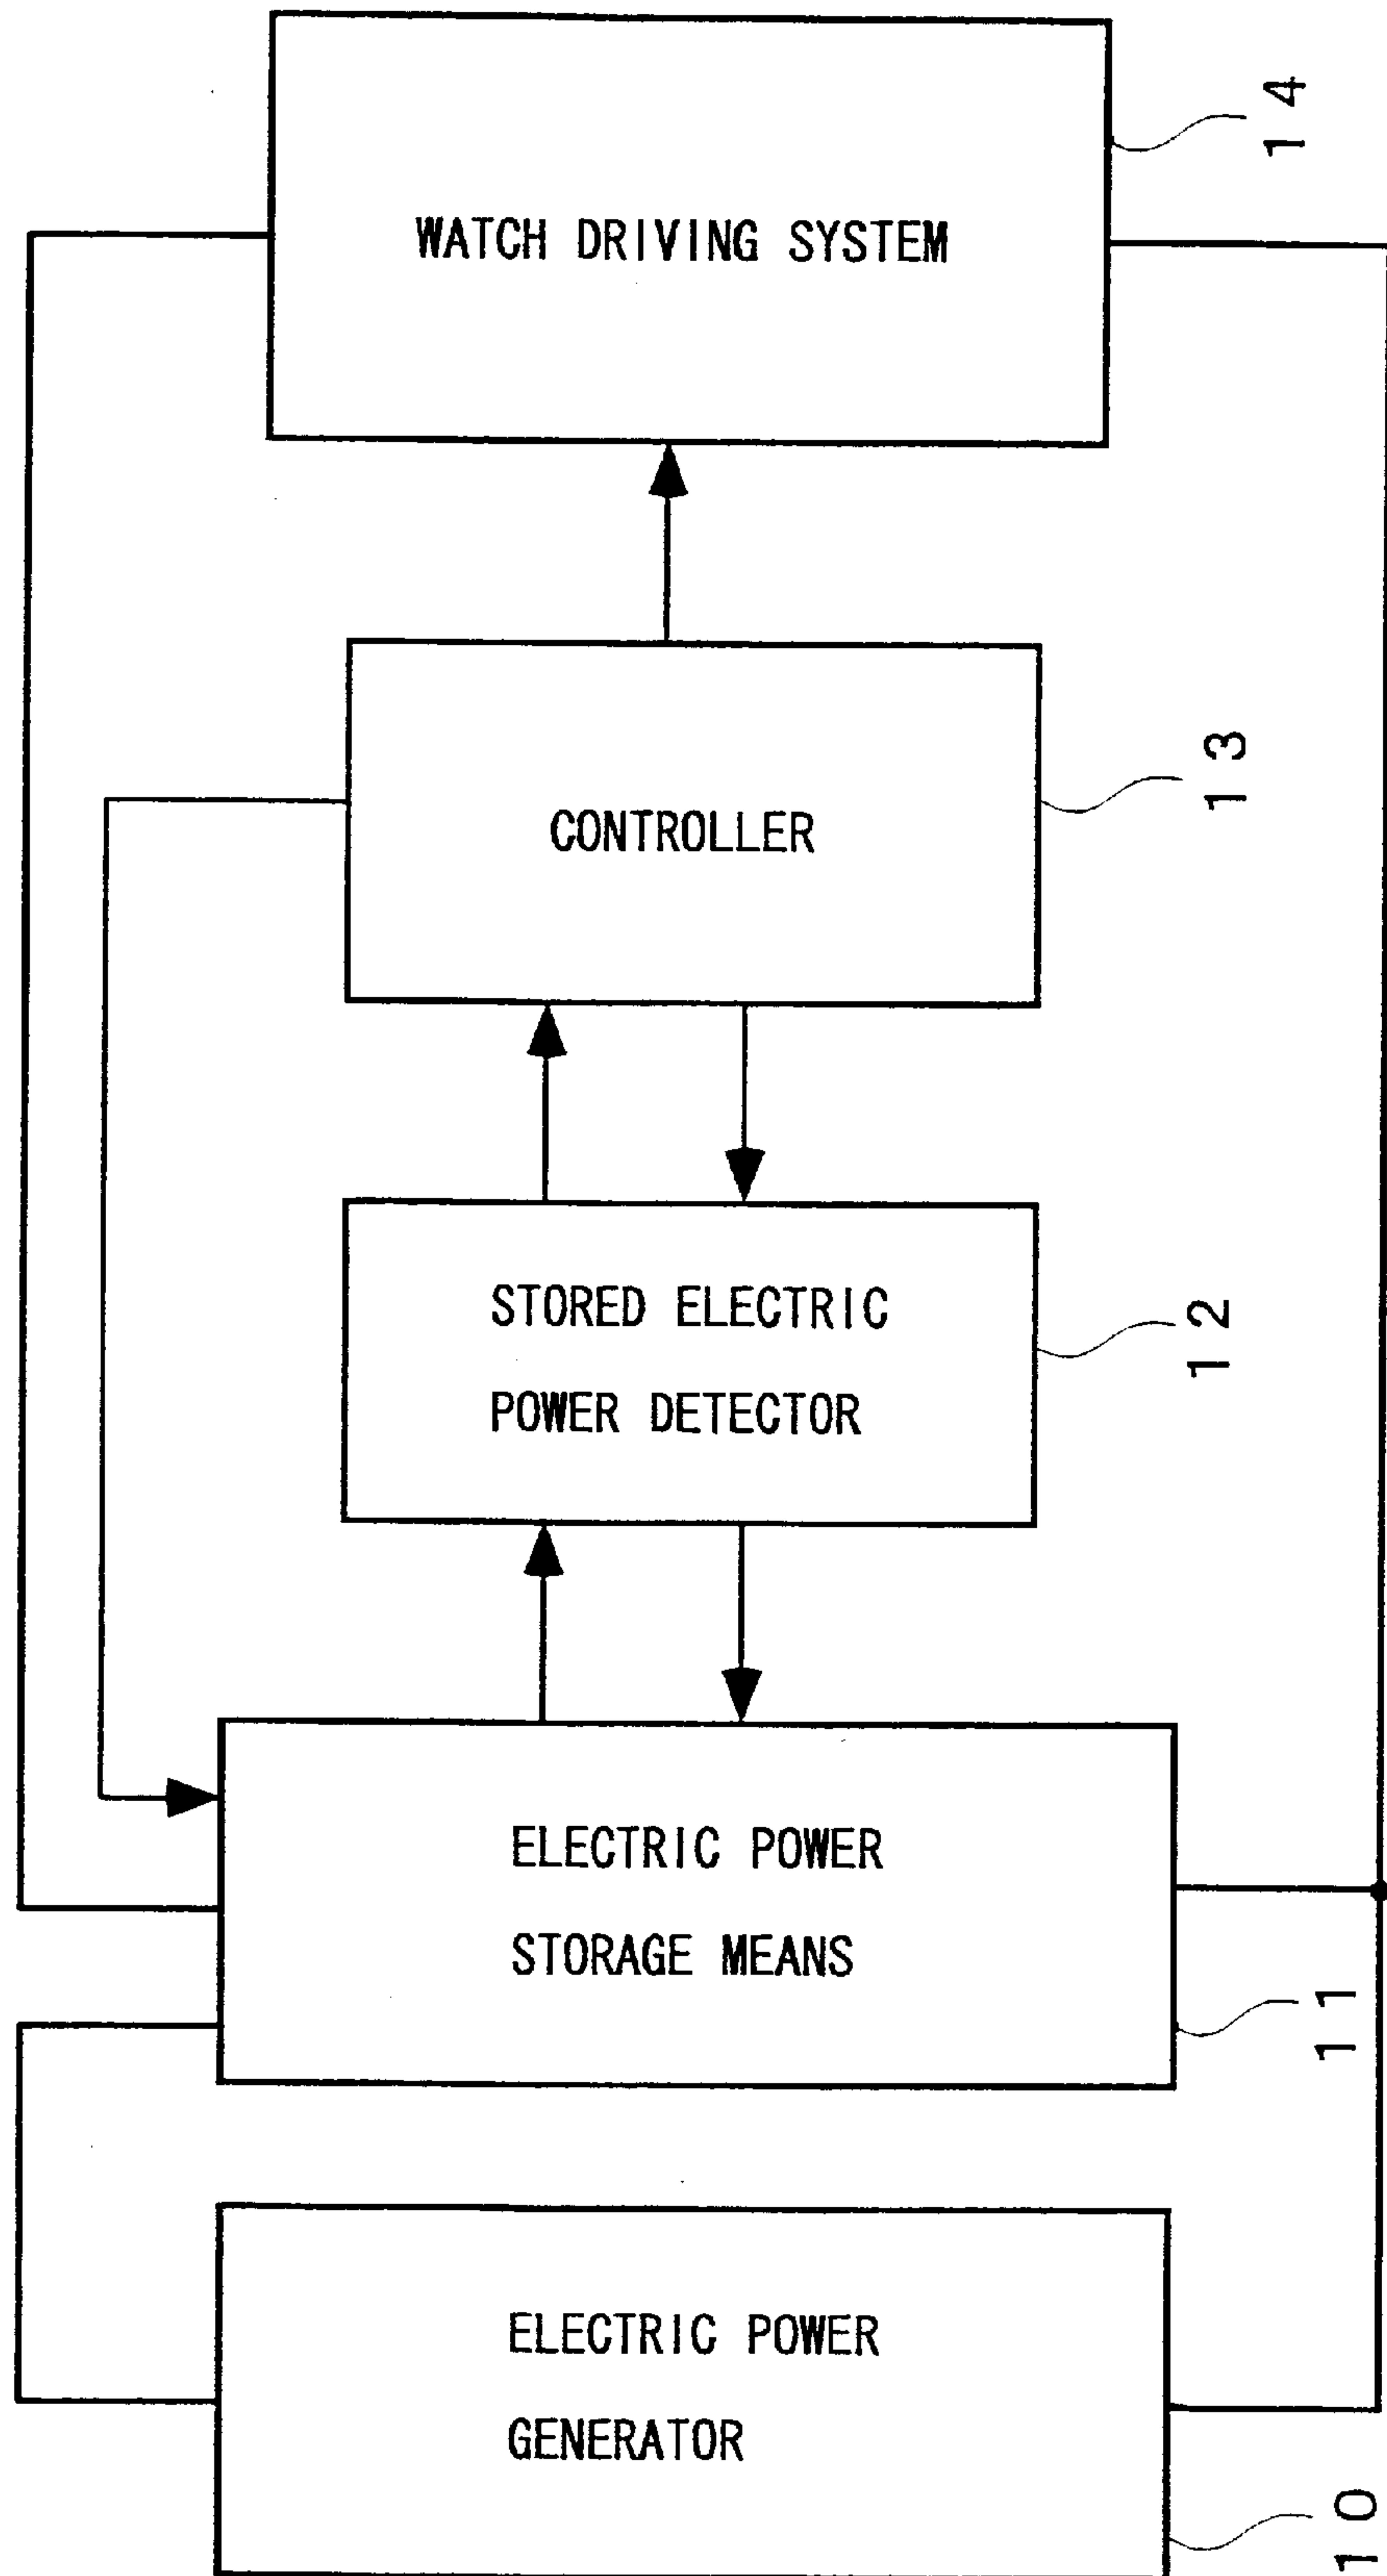 WATCH DRIVING SYSTEM
14
CONTROLLER
13
STORED ELECTRIC
POWER DETECTOR
12
ELECTRIC POWER
STORAGE MEANS
11
ELECTRIC POWER
GENERATOR
10